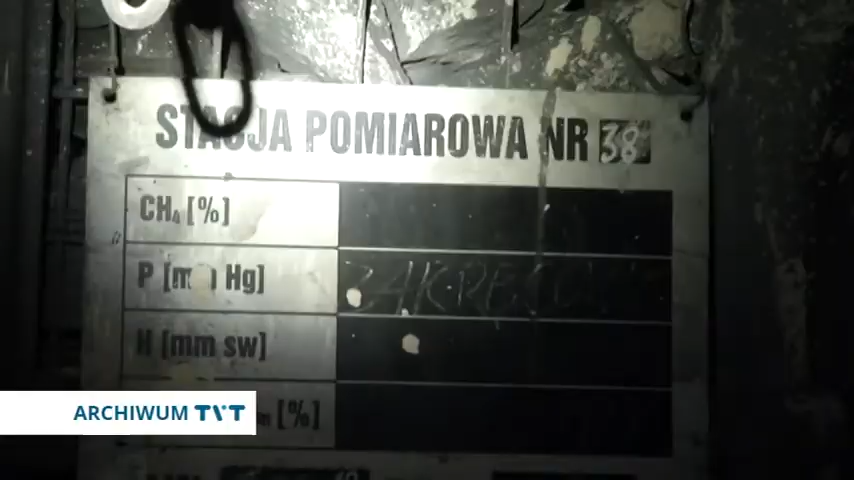 STACJA POMIAROWA NR 38
CH₄ [%]
P [mm Hg]
H [mm sw]
[%]
ARCHIWUM TVT